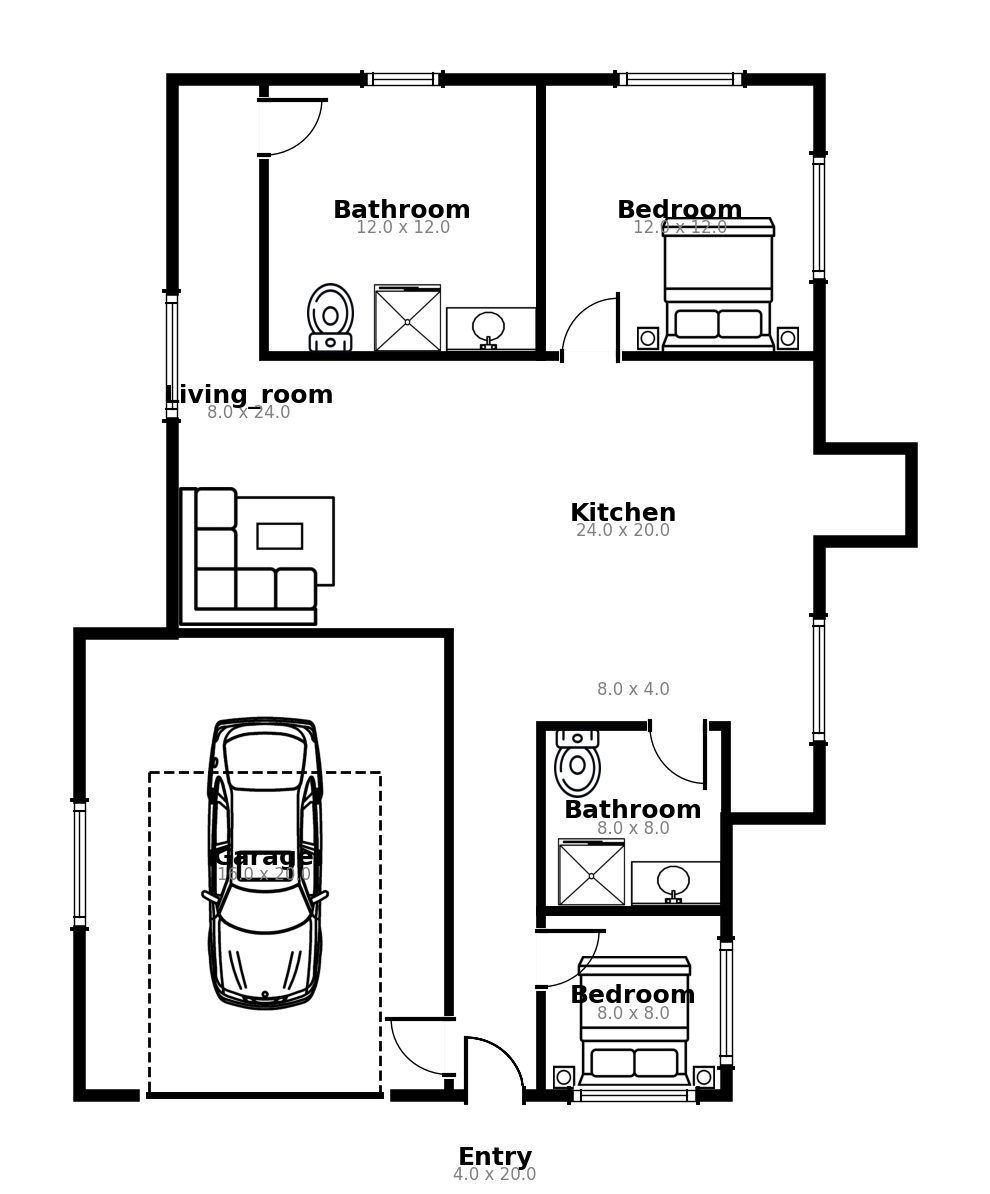 Bathroom
12.0 x 12.0
Bedroom
12.0 x 12.0
Living_room
8.0 x 24.0
Kitchen
24.0 x 20.0
8.0 x 4.0
Bathroom
8.0 x 8.0
Garage
16.0 x 20.0
Bedroom
8.0 x 8.0
Entry
4.0 x 20.0